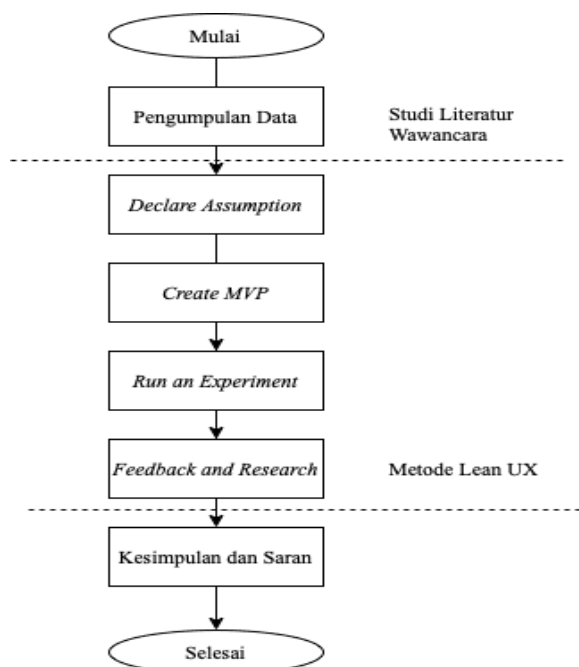 Mulai
Pengumpulan Data
Studi Literatur
Wawancara
Declare Assumption
Create MVP
Run an Experiment
Feedback and Research
Metode Lean UX
Kesimpulan dan Saran
Selesai